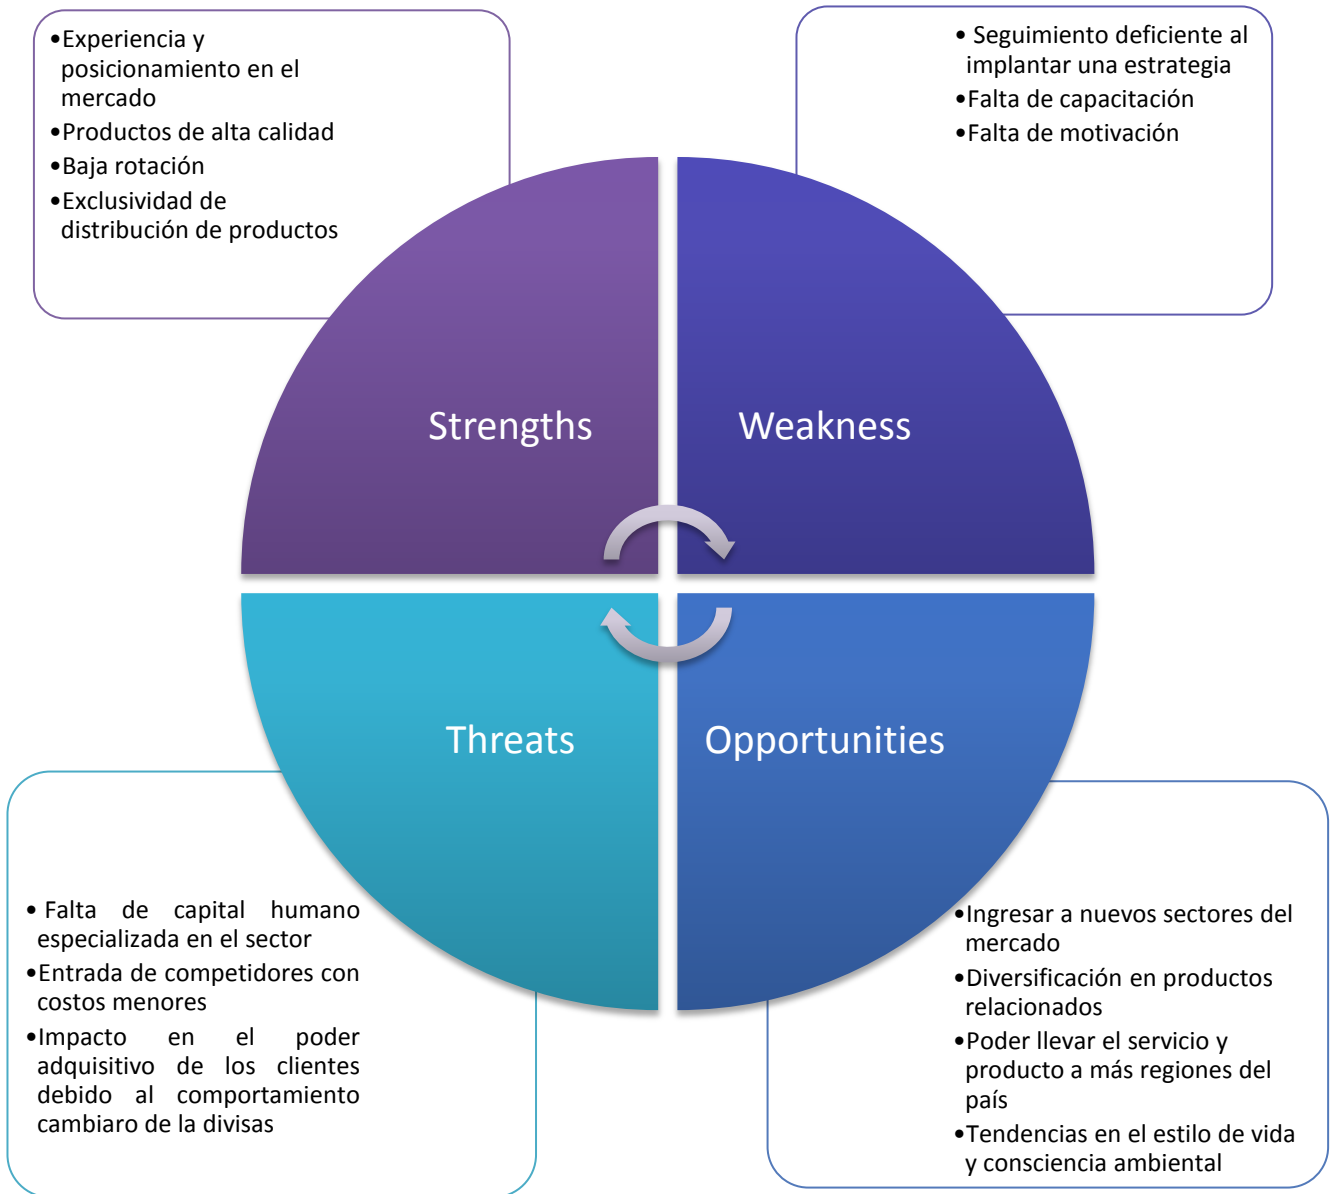 •Experiencia y
posicionamiento en el
mercado
•Productos de alta calidad
•Baja rotación
•Exclusividad de
distribución de productos
• Seguimiento deficiente al
implantar una estrategia
•Falta de capacitación
•Falta de motivación
Strengths
Weakness
Threats
Opportunities
• Falta de capital humano
especializada en el sector
•Entrada de competidores con
costos menores
•Impacto en el poder
adquisitivo de los clientes
debido al comportamiento
cambiaro de la divisas
•Ingresar a nuevos sectores del
mercado
•Diversificación en productos
relacionados
•Poder llevar el servicio y
producto a más regiones del
país
•Tendencias en el estilo de vida
y consciencia ambiental